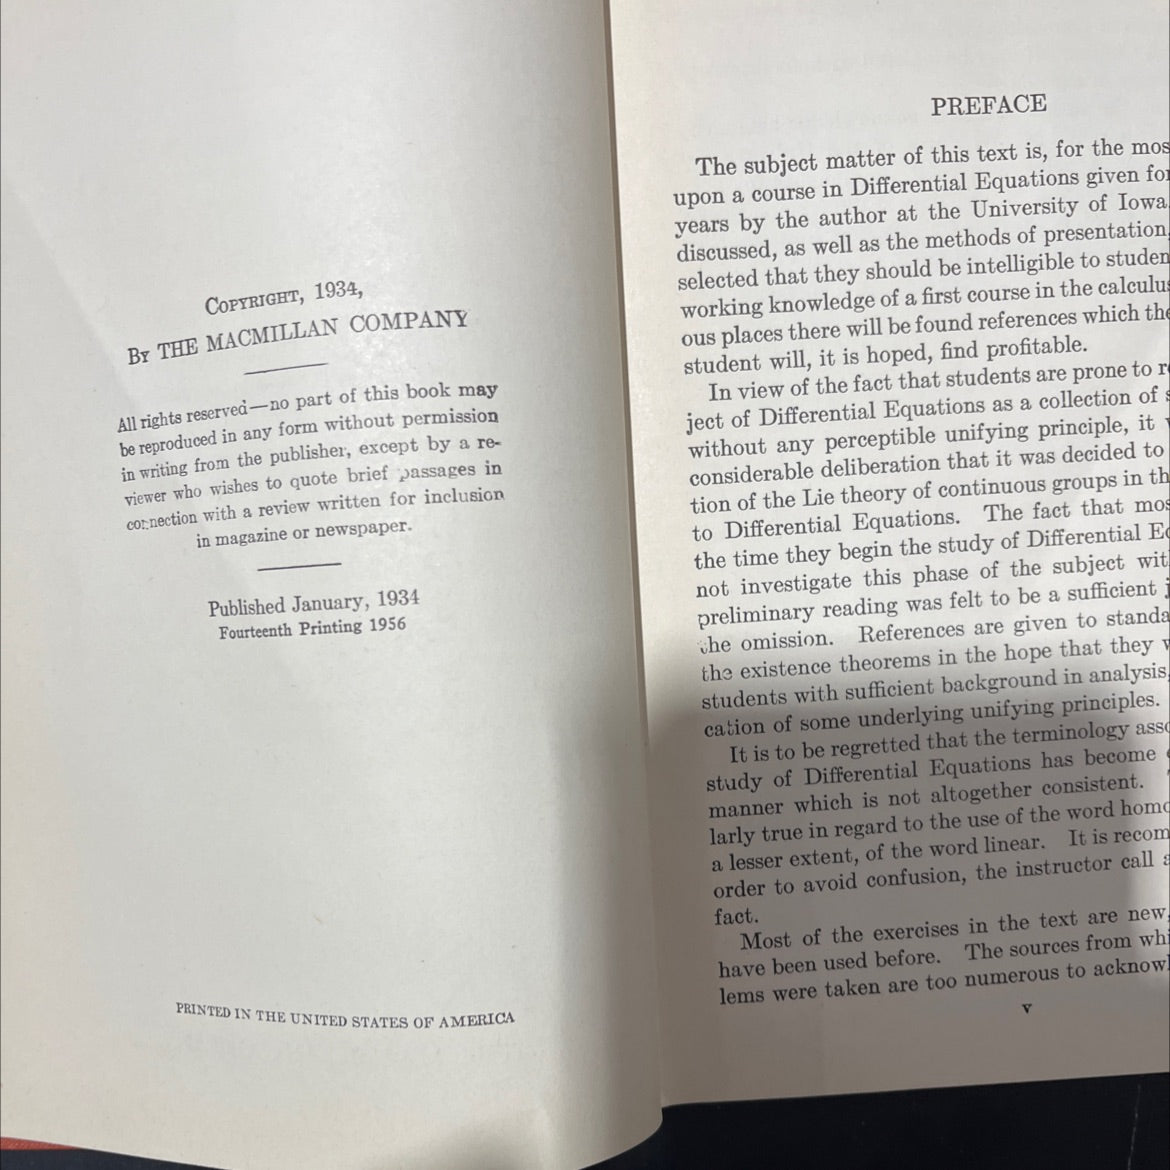 COPYRIGHT, 1934,
BY THE MACMILLAN COMPANY
All rights reserved—no part of this book may
be reproduced in any form without permission
in writing from the publisher, except by a re-
viewer who wishes to quote brief passages in
connection with a review written for inclusion
in magazine or newspaper.
Published January, 1934
Fourteenth Printing 1956
PRINTED IN THE UNITED STATES OF AMERICA
PREFACE
The subject matter of this text is, for the
upon a course in Differential Equations given for
years by the author at the University of Iowa
discussed, as well as the methods of presentation,
selected that they should be intelligible to
working knowledge of a first course in the calculus
ous places there will be found references which
student will, it is hoped, find profitable.
In view of the fact that students are prone to
ject of Differential Equations as a collection of
without any perceptible unifying principle, it
considerable deliberation that it was decided to
tion of the Lie theory of continuous groups in
to Differential Equations. The fact that
the time they begin the study of Differential
not investigate this phase of the subject
preliminary reading was felt to be a sufficient
the omission. References are given to
the existence theorems in the hope that they
students with sufficient background in analysis,
cation of some underlying unifying principles.
It is to be regretted that the terminology
study of Differential Equations has become
manner which is not altogether consistent.
larly true in regard to the use of the word
a lesser extent, of the word linear. It is
order to avoid confusion, the instructor call
fact.
Most of the exercises in the text are new,
have been used before. The sources from
lems were taken are too numerous to
v